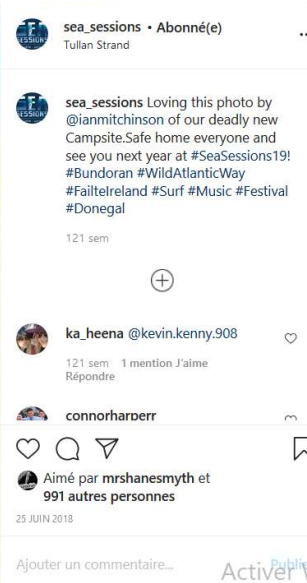 sea_sessions • Abonné(e)
Tullan Strand
sea_sessions Loving this photo by
@ianmitchinson of our deadly new
Campsite.Safe home everyone and
see you next year at #SeaSessions19!
#Bundoran #WildAtlanticWay
#FailteIreland #Surf #Music #Festival
#Donegal
121 sem
ka_heena @kevin.kenny.908
121 sem 1 mention J'aime
Répondre
connorharperr
Aimé par mrshanesmyth et
991 autres personnes
25 JUIN 2018
Ajouter un commentaire...
Publi
Activer